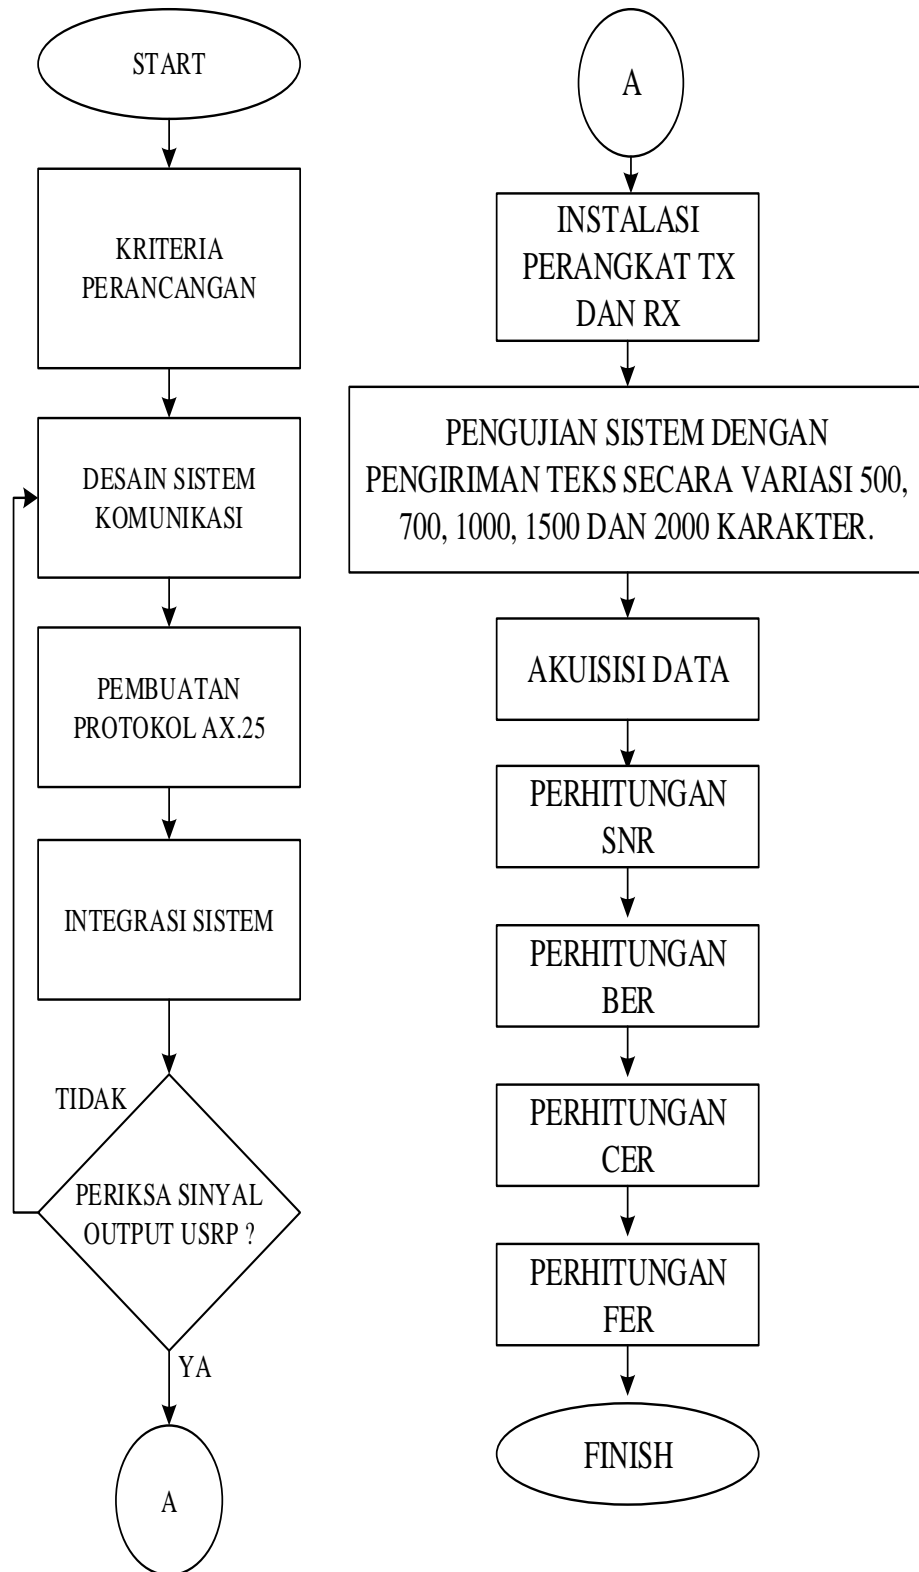 START
KRITERIA
PERANCANGAN
DESAIN SISTEM
KOMUNIKASI
PEMBUATAN
PROTOKOL AX.25
INTEGRASI SISTEM
TIDAK
PERIKSA SINYAL
OUTPUT USRP ?
YA
A
A
INSTALASI
PERANGKAT TX
DAN RX
PENGUJIAN SISTEM DENGAN
PENGIRIMAN TEKS SECARA VARIASI 500,
700, 1000, 1500 DAN 2000 KARAKTER.
AKUISISI DATA
PERHITUNGAN
SNR
PERHITUNGAN
BER
PERHITUNGAN
CER
PERHITUNGAN
FER
FINISH